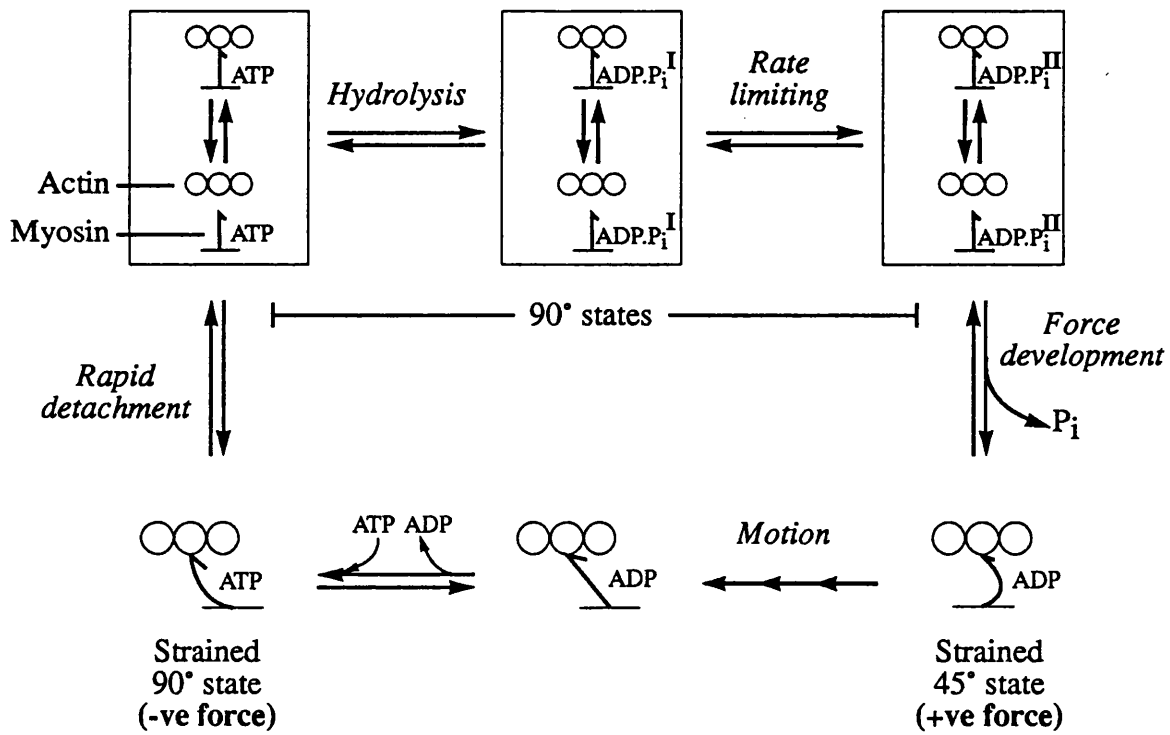 ATP
Hydrolysis
ADP.PiI
Rate
limiting
ADP.PiII
Actin
Myosin
ATP
ADP.PiI
ADP.PiII
90° states
Rapid
detachment
Force
development
Pi
ATP ADP
Motion
ATP
ADP
ADP
Strained
90° state
(-ve force)
Strained
45° state
(+ve force)